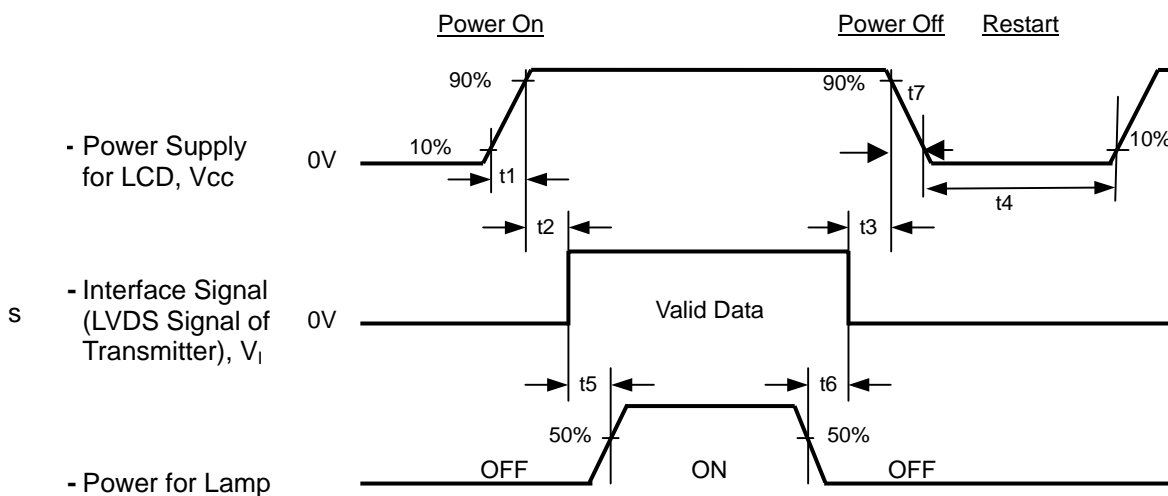 Power On
Power Off
Restart
90%
90%
t7
10%
10%
- Power Supply
for LCD, Vcc
0V
t1
t4
t2
t3
s
- Interface Signal
(LVDS Signal of
Transmitter), VI
0V
Valid Data
t5
t6
50%
50%
- Power for Lamp
OFF
ON
OFF